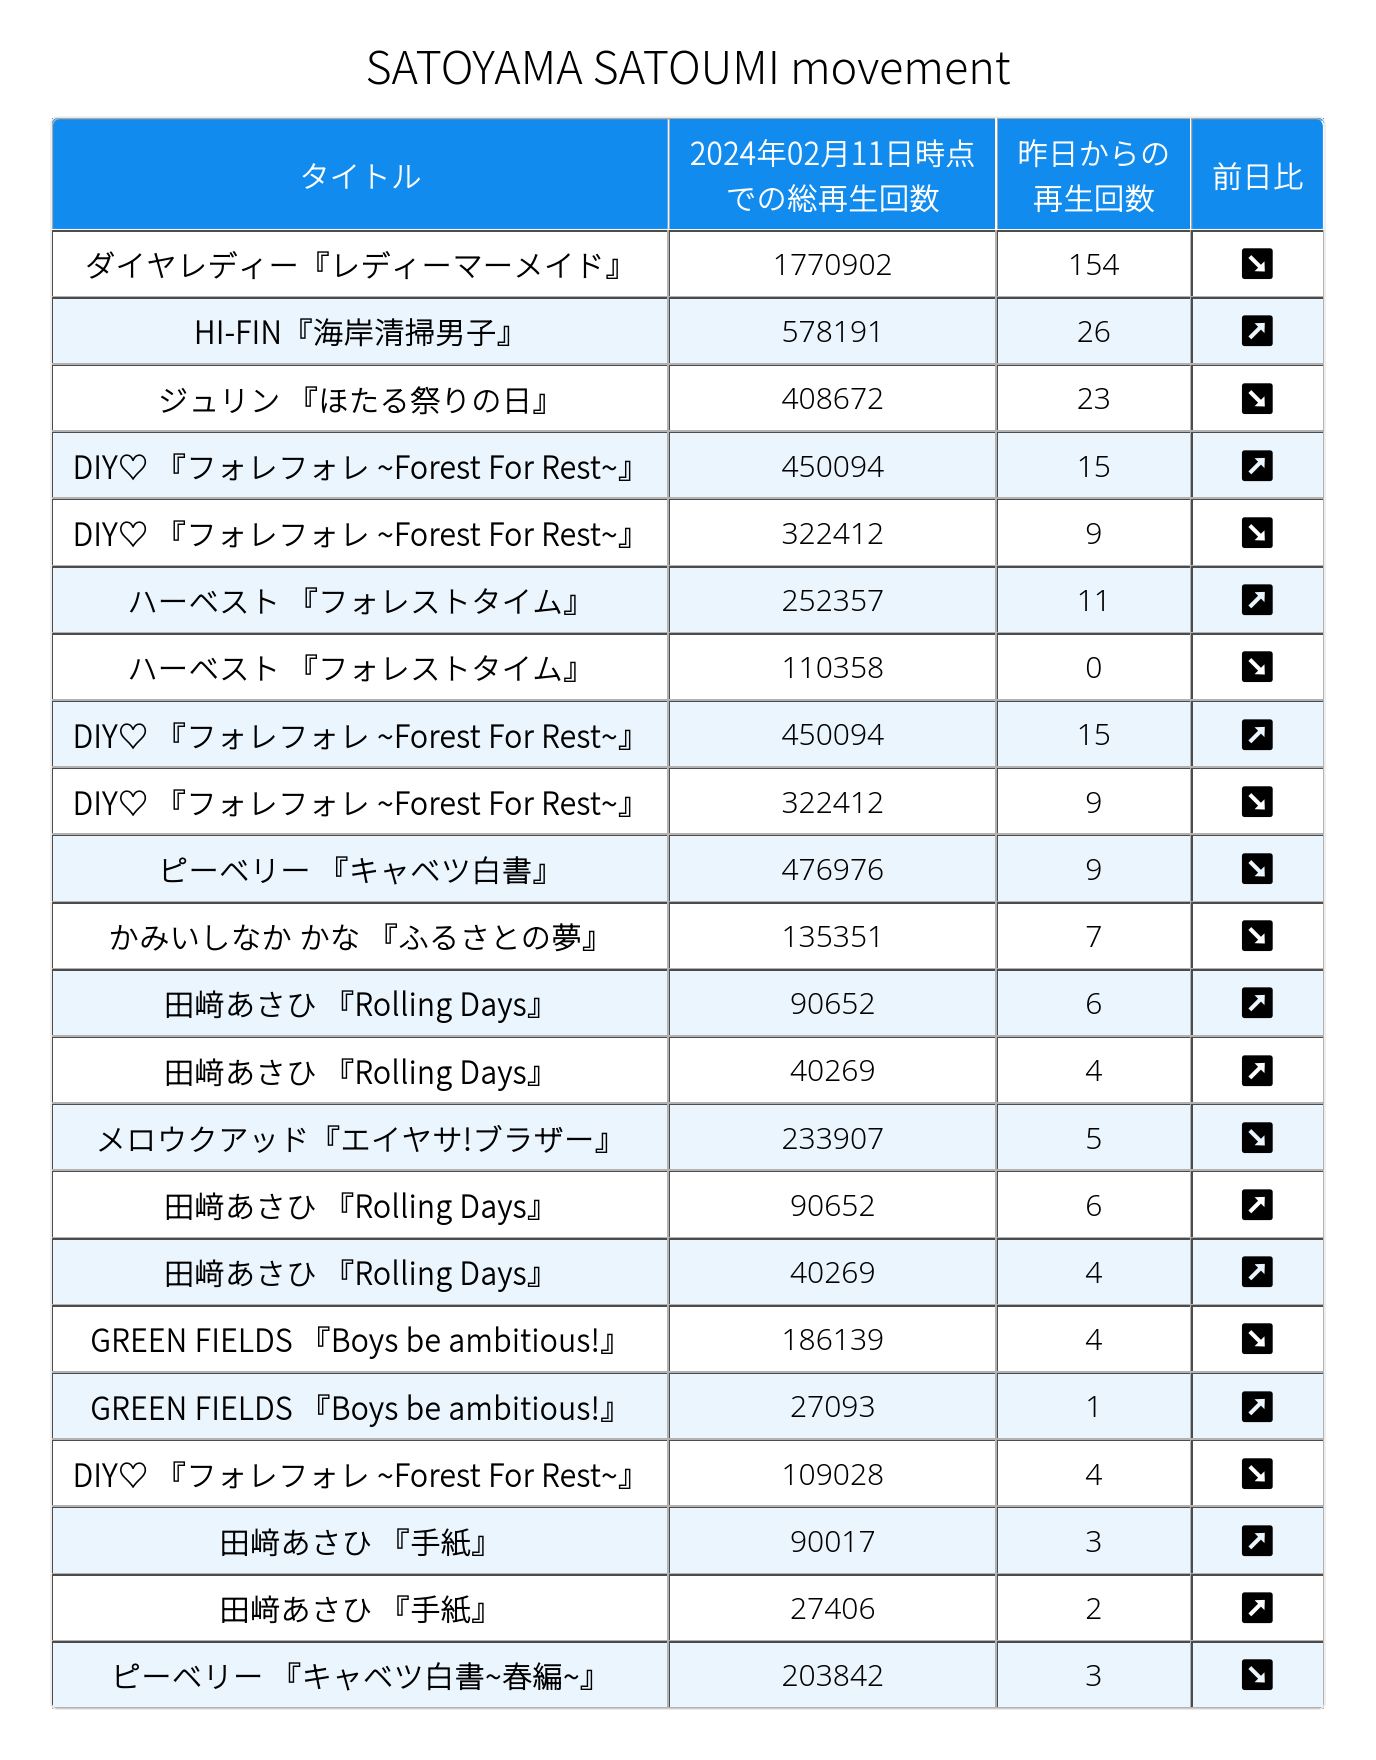 SATOYAMA SATOUMI movement
タイトル 2024年02月11日時点での総再生回数 昨日からの再生回数 前日比
ダイヤレディー『レディーマーメイド』 1770902 154 ↘
HI-FIN『海岸清掃男子』 578191 26 ↗
ジュリン 『ほたる祭りの日』 408672 23 ↘
DIY♡ 『フォレフォレ ~Forest For Rest~』 450094 15 ↗
DIY♡ 『フォレフォレ ~Forest For Rest~』 322412 9 ↘
ハーベスト 『フォレストタイム』 252357 11 ↗
ハーベスト 『フォレストタイム』 110358 0 ↘
DIY♡ 『フォレフォレ ~Forest For Rest~』 450094 15 ↗
DIY♡ 『フォレフォレ ~Forest For Rest~』 322412 9 ↘
ピーベリー 『キャベツ白書』 476976 9 ↘
かみいしなか かな 『ふるさとの夢』 135351 7 ↘
田﨑あさひ 『Rolling Days』 90652 6 ↗
田﨑あさひ 『Rolling Days』 40269 4 ↗
メロウクアッド『エイヤサ!ブラザー』 233907 5 ↘
田﨑あさひ 『Rolling Days』 90652 6 ↗
田﨑あさひ 『Rolling Days』 40269 4 ↗
GREEN FIELDS 『Boys be ambitious!』 186139 4 ↘
GREEN FIELDS 『Boys be ambitious!』 27093 1 ↗
DIY♡ 『フォレフォレ ~Forest For Rest~』 109028 4 ↘
田﨑あさひ 『手紙』 90017 3 ↗
田﨑あさひ 『手紙』 27406 2 ↗
ピーベリー 『キャベツ白書~春編~』 203842 3 ↘